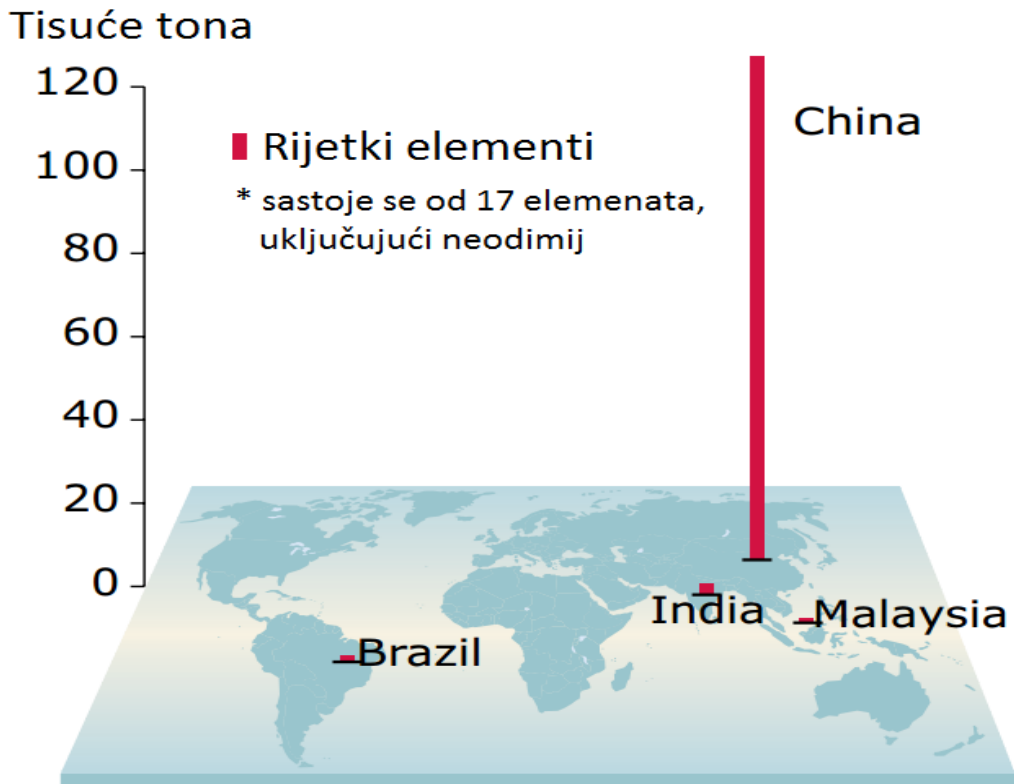 Tisuće tona
120
100
80
60
40
20
0
Rijetki elementi
* sastoje se od 17 elemenata,
uključujući neodimij
China
India
Malaysia
Brazil